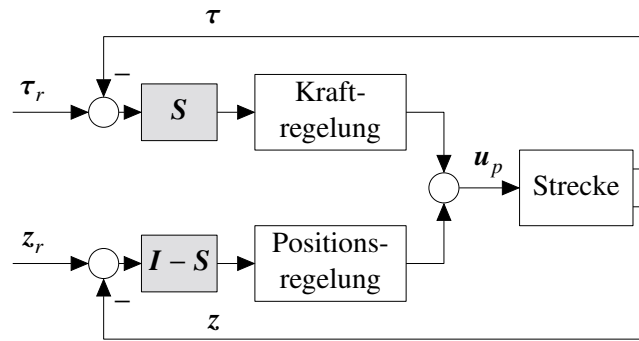 τ
τ_r
−
S
Kraft-
regelung
u_p
Strecke
z_r
I − S
Positions-
regelung
−
z